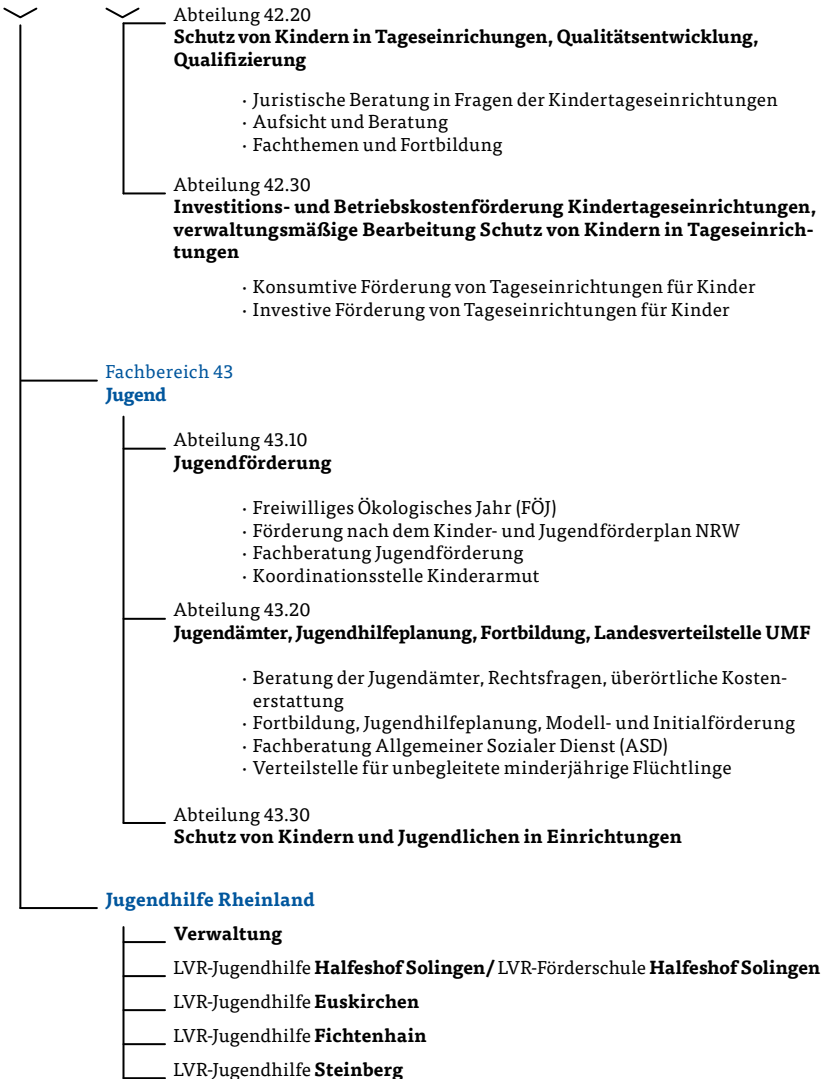 Abteilung 42.20
Schutz von Kindern in Tageseinrichungen, Qualitätsentwicklung,
Qualifizierung
· Juristische Beratung in Fragen der Kindertageseinrichtungen
· Aufsicht und Beratung
· Fachthemen und Fortbildung
Abteilung 42.30
Investitions- und Betriebskostenförderung Kindertageseinrichtungen,
verwaltungsmäßige Bearbeitung Schutz von Kindern in Tageseinrich-
tungen
· Konsumtive Förderung von Tageseinrichtungen für Kinder
· Investive Förderung von Tageseinrichtungen für Kinder
Fachbereich 43
Jugend
Abteilung 43.10
Jugendförderung
· Freiwilliges Ökologisches Jahr (FÖJ)
· Förderung nach dem Kinder- und Jugendförderplan NRW
· Fachberatung Jugendförderung
· Koordinationsstelle Kinderarmut
Abteilung 43.20
Jugendämter, Jugendhilfeplanung, Fortbildung, Landesverteilstelle UMF
· Beratung der Jugendämter, Rechtsfragen, überörtliche Kosten-
erstattung
· Fortbildung, Jugendhilfeplanung, Modell- und Initialförderung
· Fachberatung Allgemeiner Sozialer Dienst (ASD)
· Verteilstelle für unbegleitete minderjährige Flüchtlinge
Abteilung 43.30
Schutz von Kindern und Jugendlichen in Einrichtungen
Jugendhilfe Rheinland
Verwaltung
LVR-Jugendhilfe Halfeshof Solingen/ LVR-Förderschule Halfeshof Solingen
LVR-Jugendhilfe Euskirchen
LVR-Jugendhilfe Fichtenhain
LVR-Jugendhilfe Steinberg